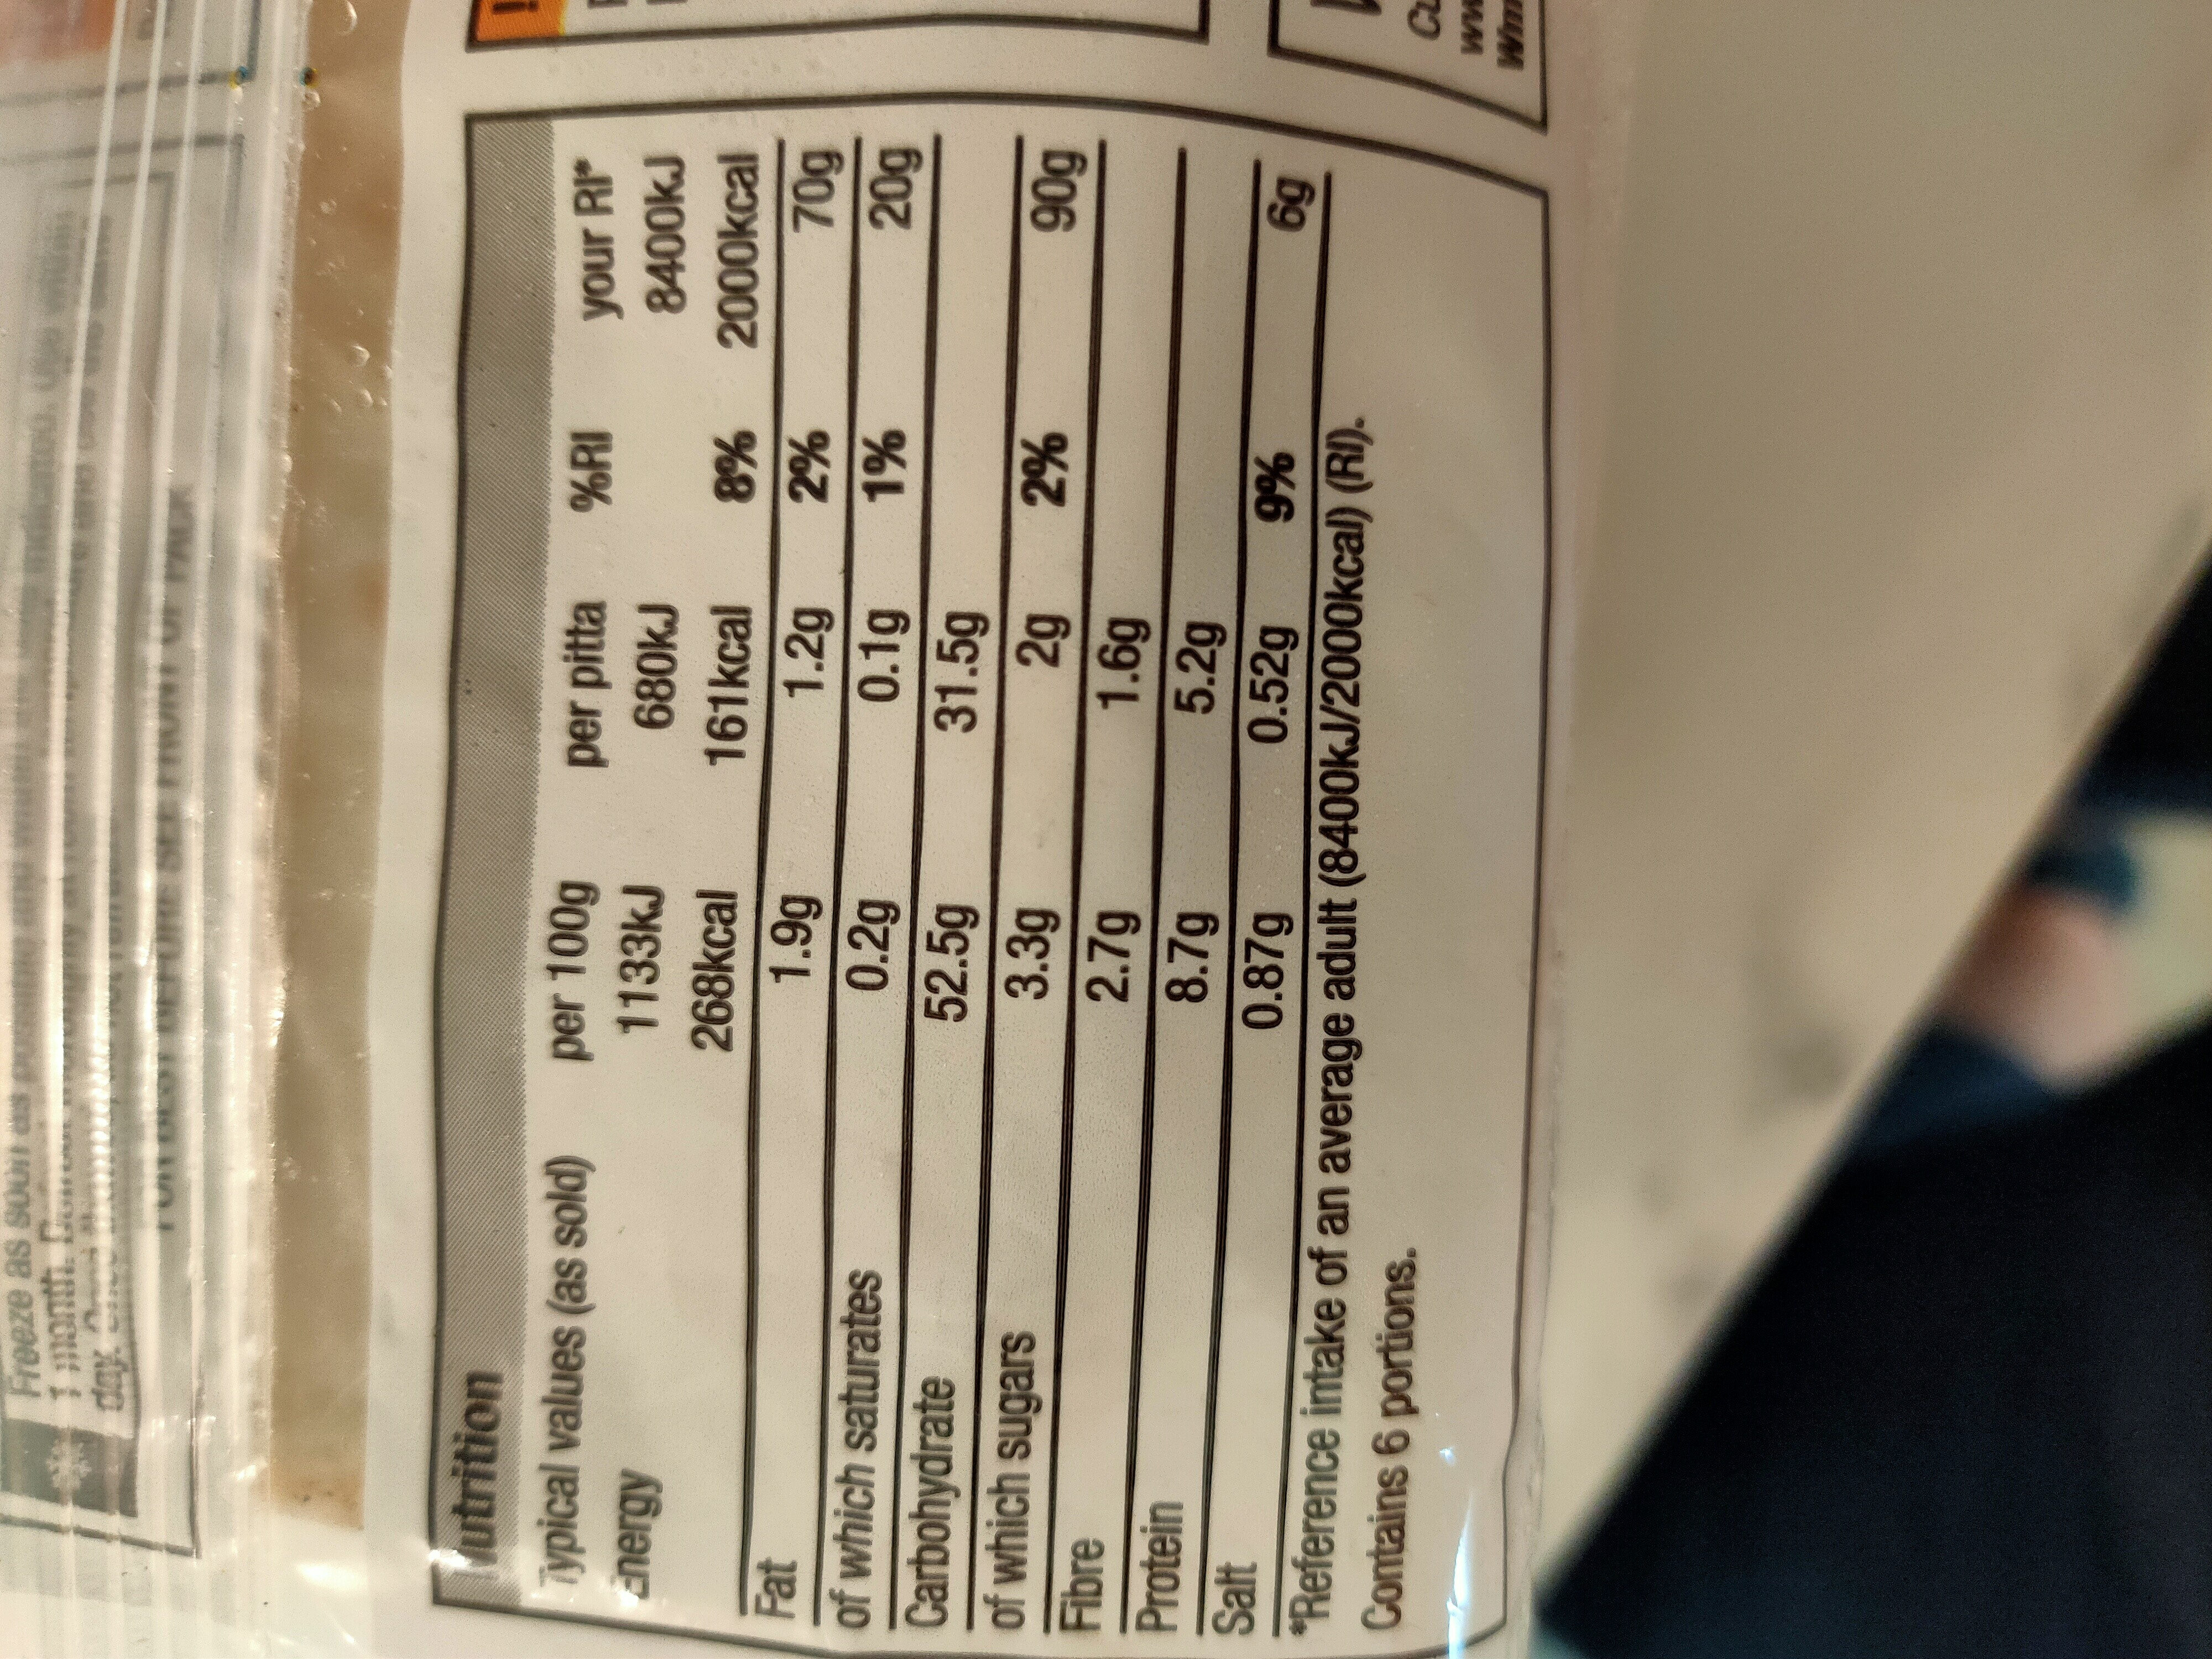 Freeze as soon as
1 month.
day.
Nutrition
Typical values (as sold) per 100g per pitta %RI your RI*
Energy 1133kJ 680kJ 8400kJ
268kcal 161kcal 8% 2000kcal
Fat 1.9g 1.2g 2% 70g
of which saturates 0.2g 0.1g 1% 20g
Carbohydrate 52.5g 31.5g
of which sugars 3.3g 2g 2% 90g
Fibre 2.7g 1.6g
Protein 8.7g 5.2g
Salt 0.87g 0.52g 9% 6g
*Reference intake of an average adult (8400kJ/2000kcal) (RI).
Contains 6 portions.